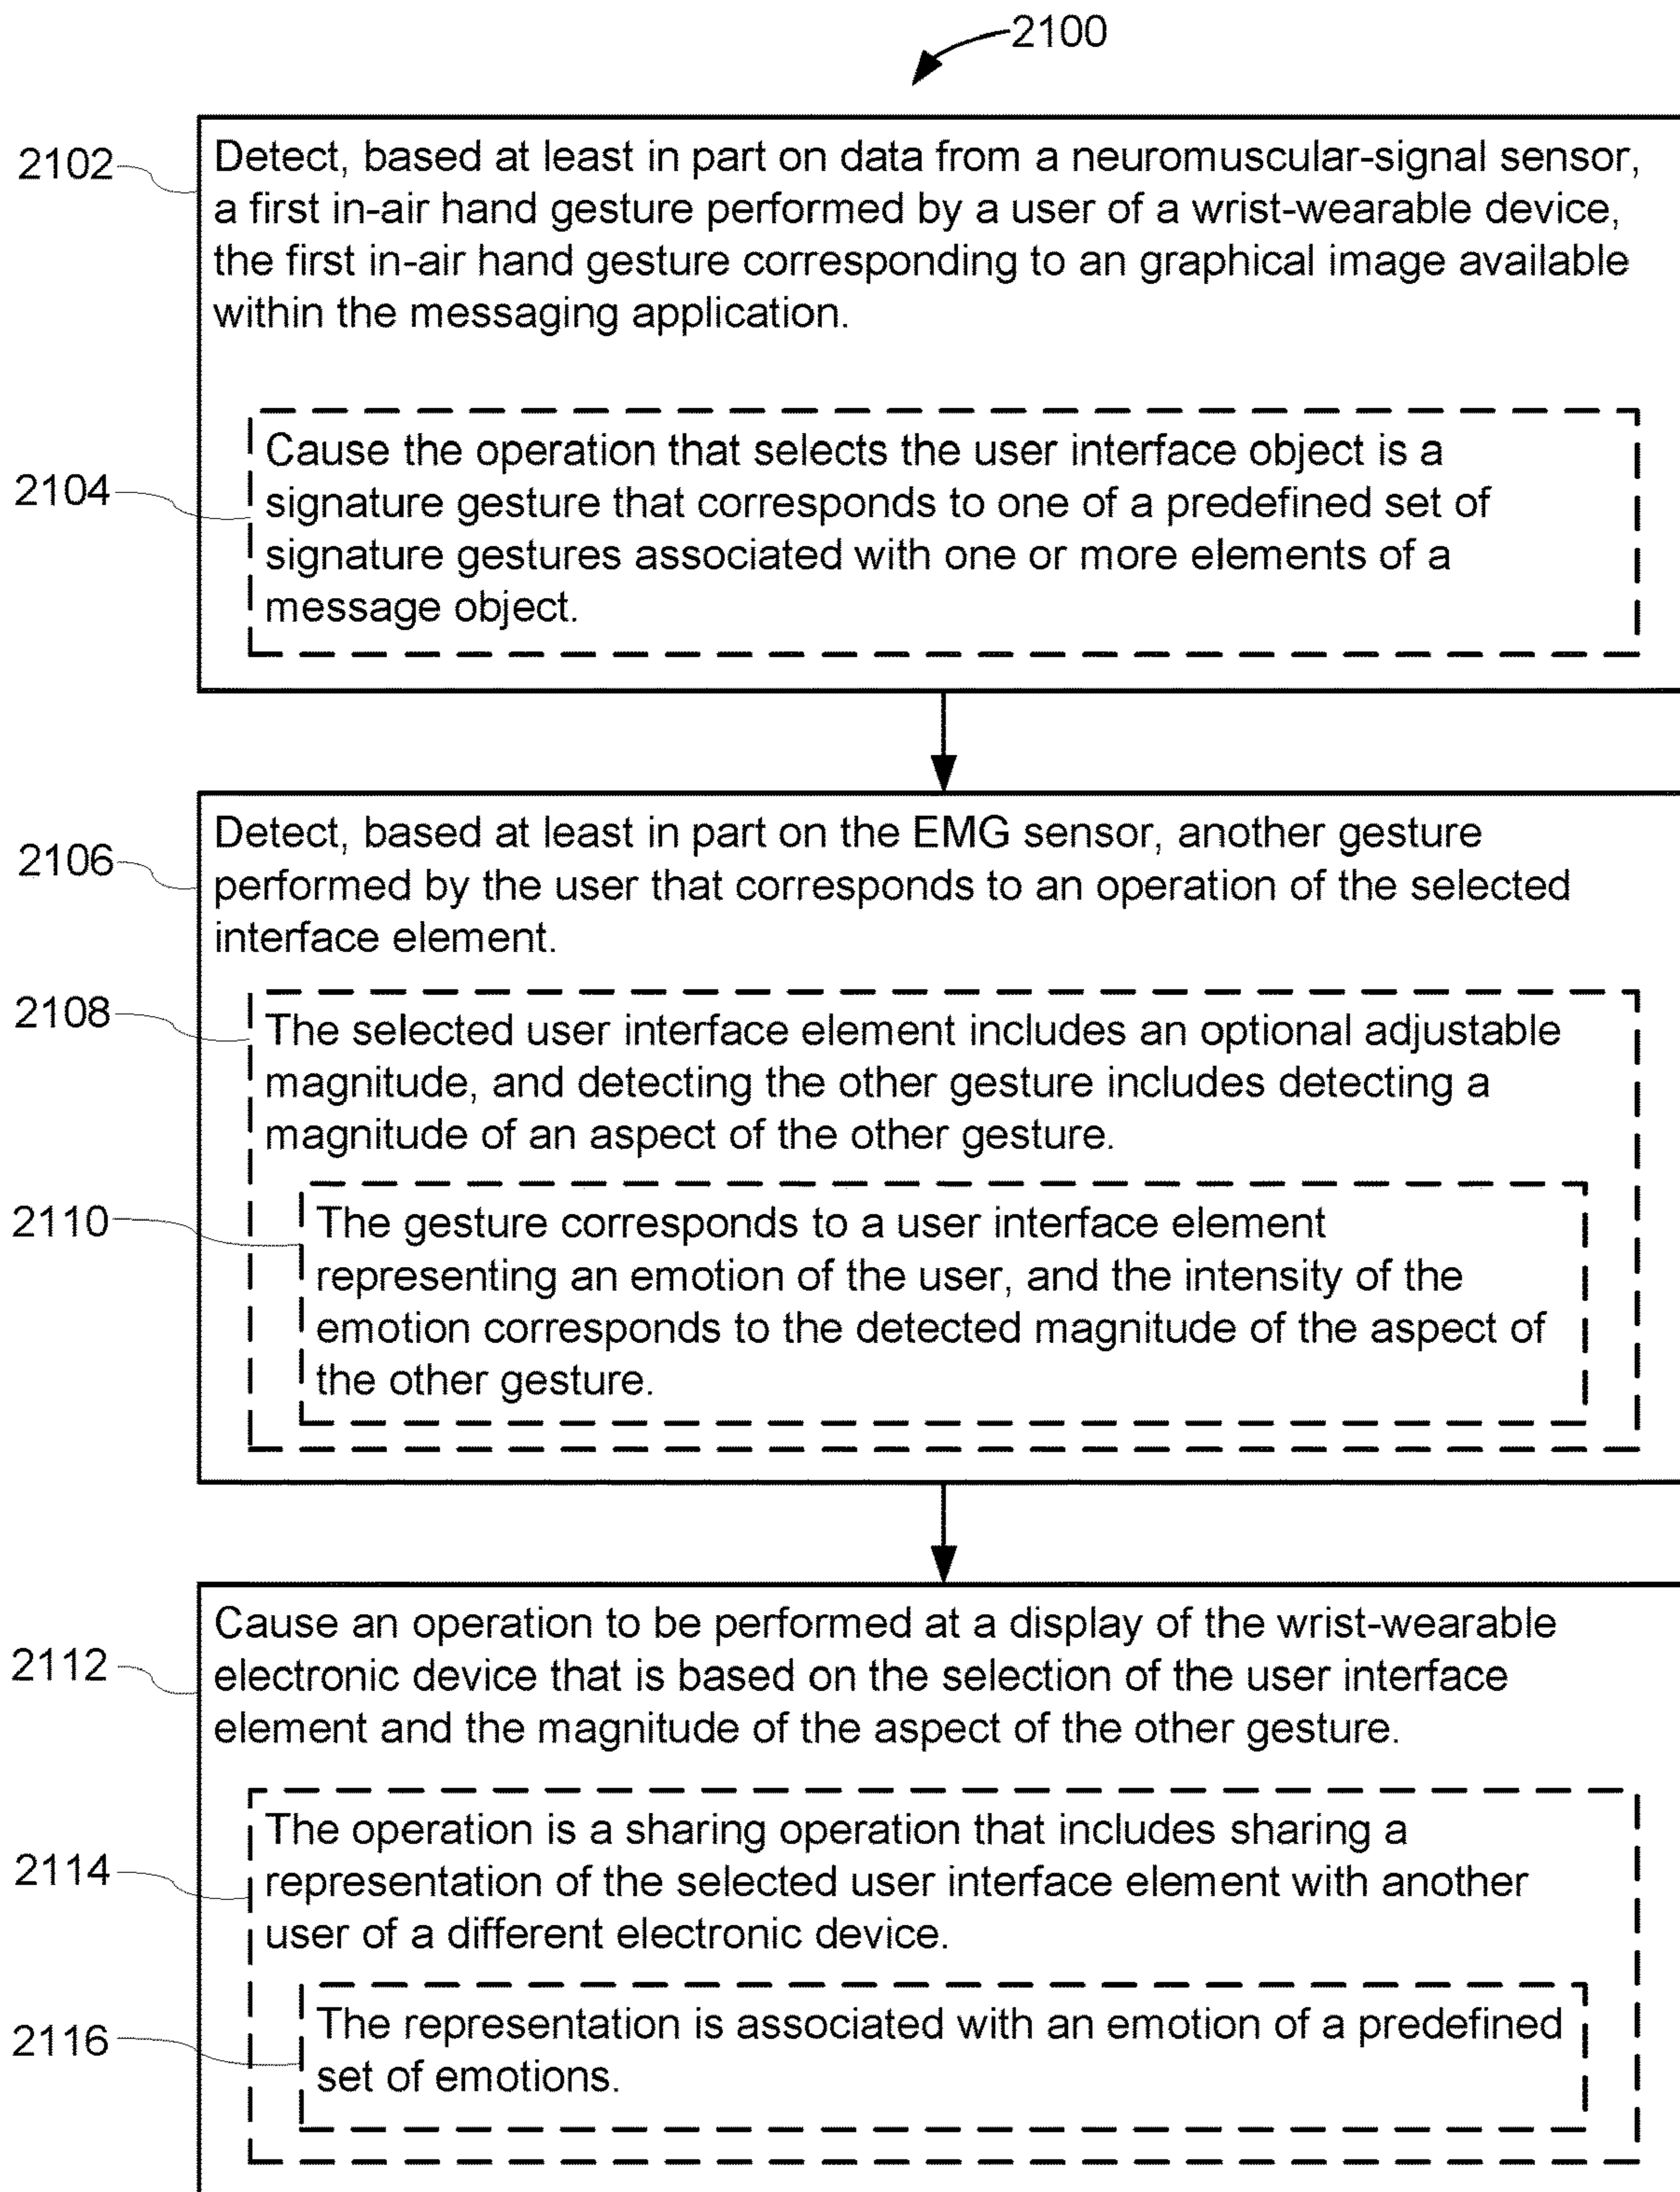 2100
2102
Detect, based at least in part on data from a neuromuscular-signal sensor,
a first in-air hand gesture performed by a user of a wrist-wearable device,
the first in-air hand gesture corresponding to an graphical image available
within the messaging application.
2104
Cause the operation that selects the user interface object is a
signature gesture that corresponds to one of a predefined set of
signature gestures associated with one or more elements of a
message object.
2106
Detect, based at least in part on the EMG sensor, another gesture
performed by the user that corresponds to an operation of the selected
interface element.
2108
The selected user interface element includes an optional adjustable
magnitude, and detecting the other gesture includes detecting a
magnitude of an aspect of the other gesture.
2110
The gesture corresponds to a user interface element
representing an emotion of the user, and the intensity of the
emotion corresponds to the detected magnitude of the aspect of
the other gesture.
2112
Cause an operation to be performed at a display of the wrist-wearable
electronic device that is based on the selection of the user interface
element and the magnitude of the aspect of the other gesture.
2114
The operation is a sharing operation that includes sharing a
representation of the selected user interface element with another
user of a different electronic device.
2116
The representation is associated with an emotion of a predefined
set of emotions.